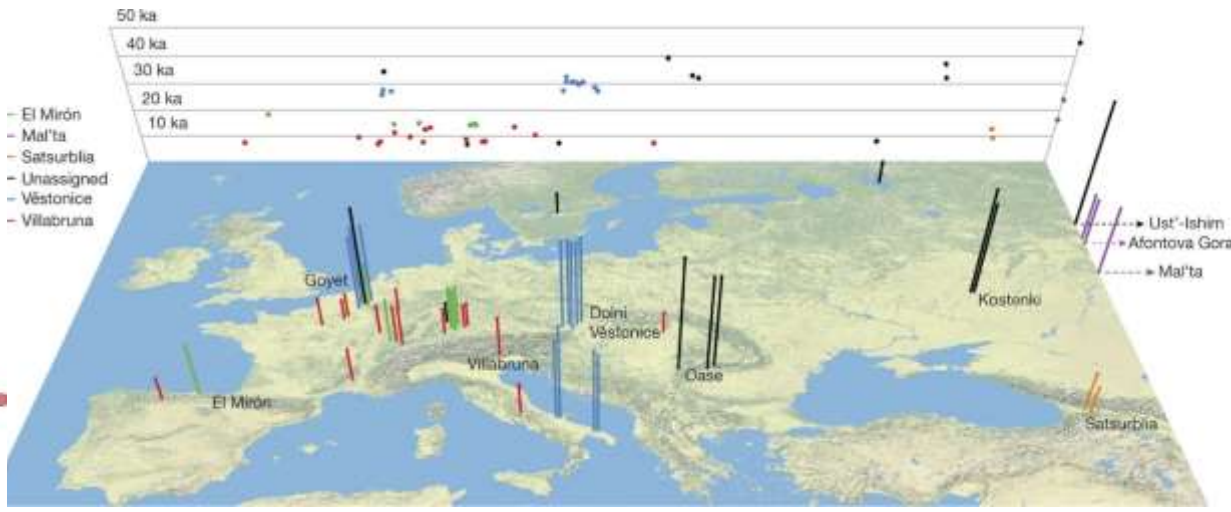 50 ka
40 ka
30 ka
20 ka
10 ka
El Mirón
Mal'ta
Satsurblia
Unassigned
Věstonice
Villabruna
Ust'-Ishim
Afontova Gora
Mal'ta
Goyet
Kostenki
Dolni
Věstonice
Villabruna
Oase
El Mirón
Satsurblia